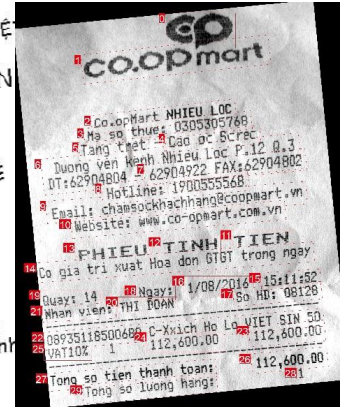 co.opmart
Co.opMart NHIEU LOC
Ma so thue: 0305305768
Tang tret - Cao oc Screc
Duong ven Kenh Nhieu Loc P.12 Q.3
DT:62904804 - 62904922 FAX:62904802
Hotline: 1900555568
Email: chamsockhachhang@coopmart.vn
Website: www.co-opmart.com.vn
PHIEU TINH TIEN
Co gia tri xuat Hoa don GTGT trong ngay
Quay: 14 Ngay: 1/08/2016 15:11:52
Nhan vien: THI DOAN So HD: 08128
08935118500680 C-Xxich Ho Lo VIET SIN 50
VAT10% 1 112,600.00 112,600.00
Tong so tien thanh toan: 112,600.00
Tong so luong hang: 1